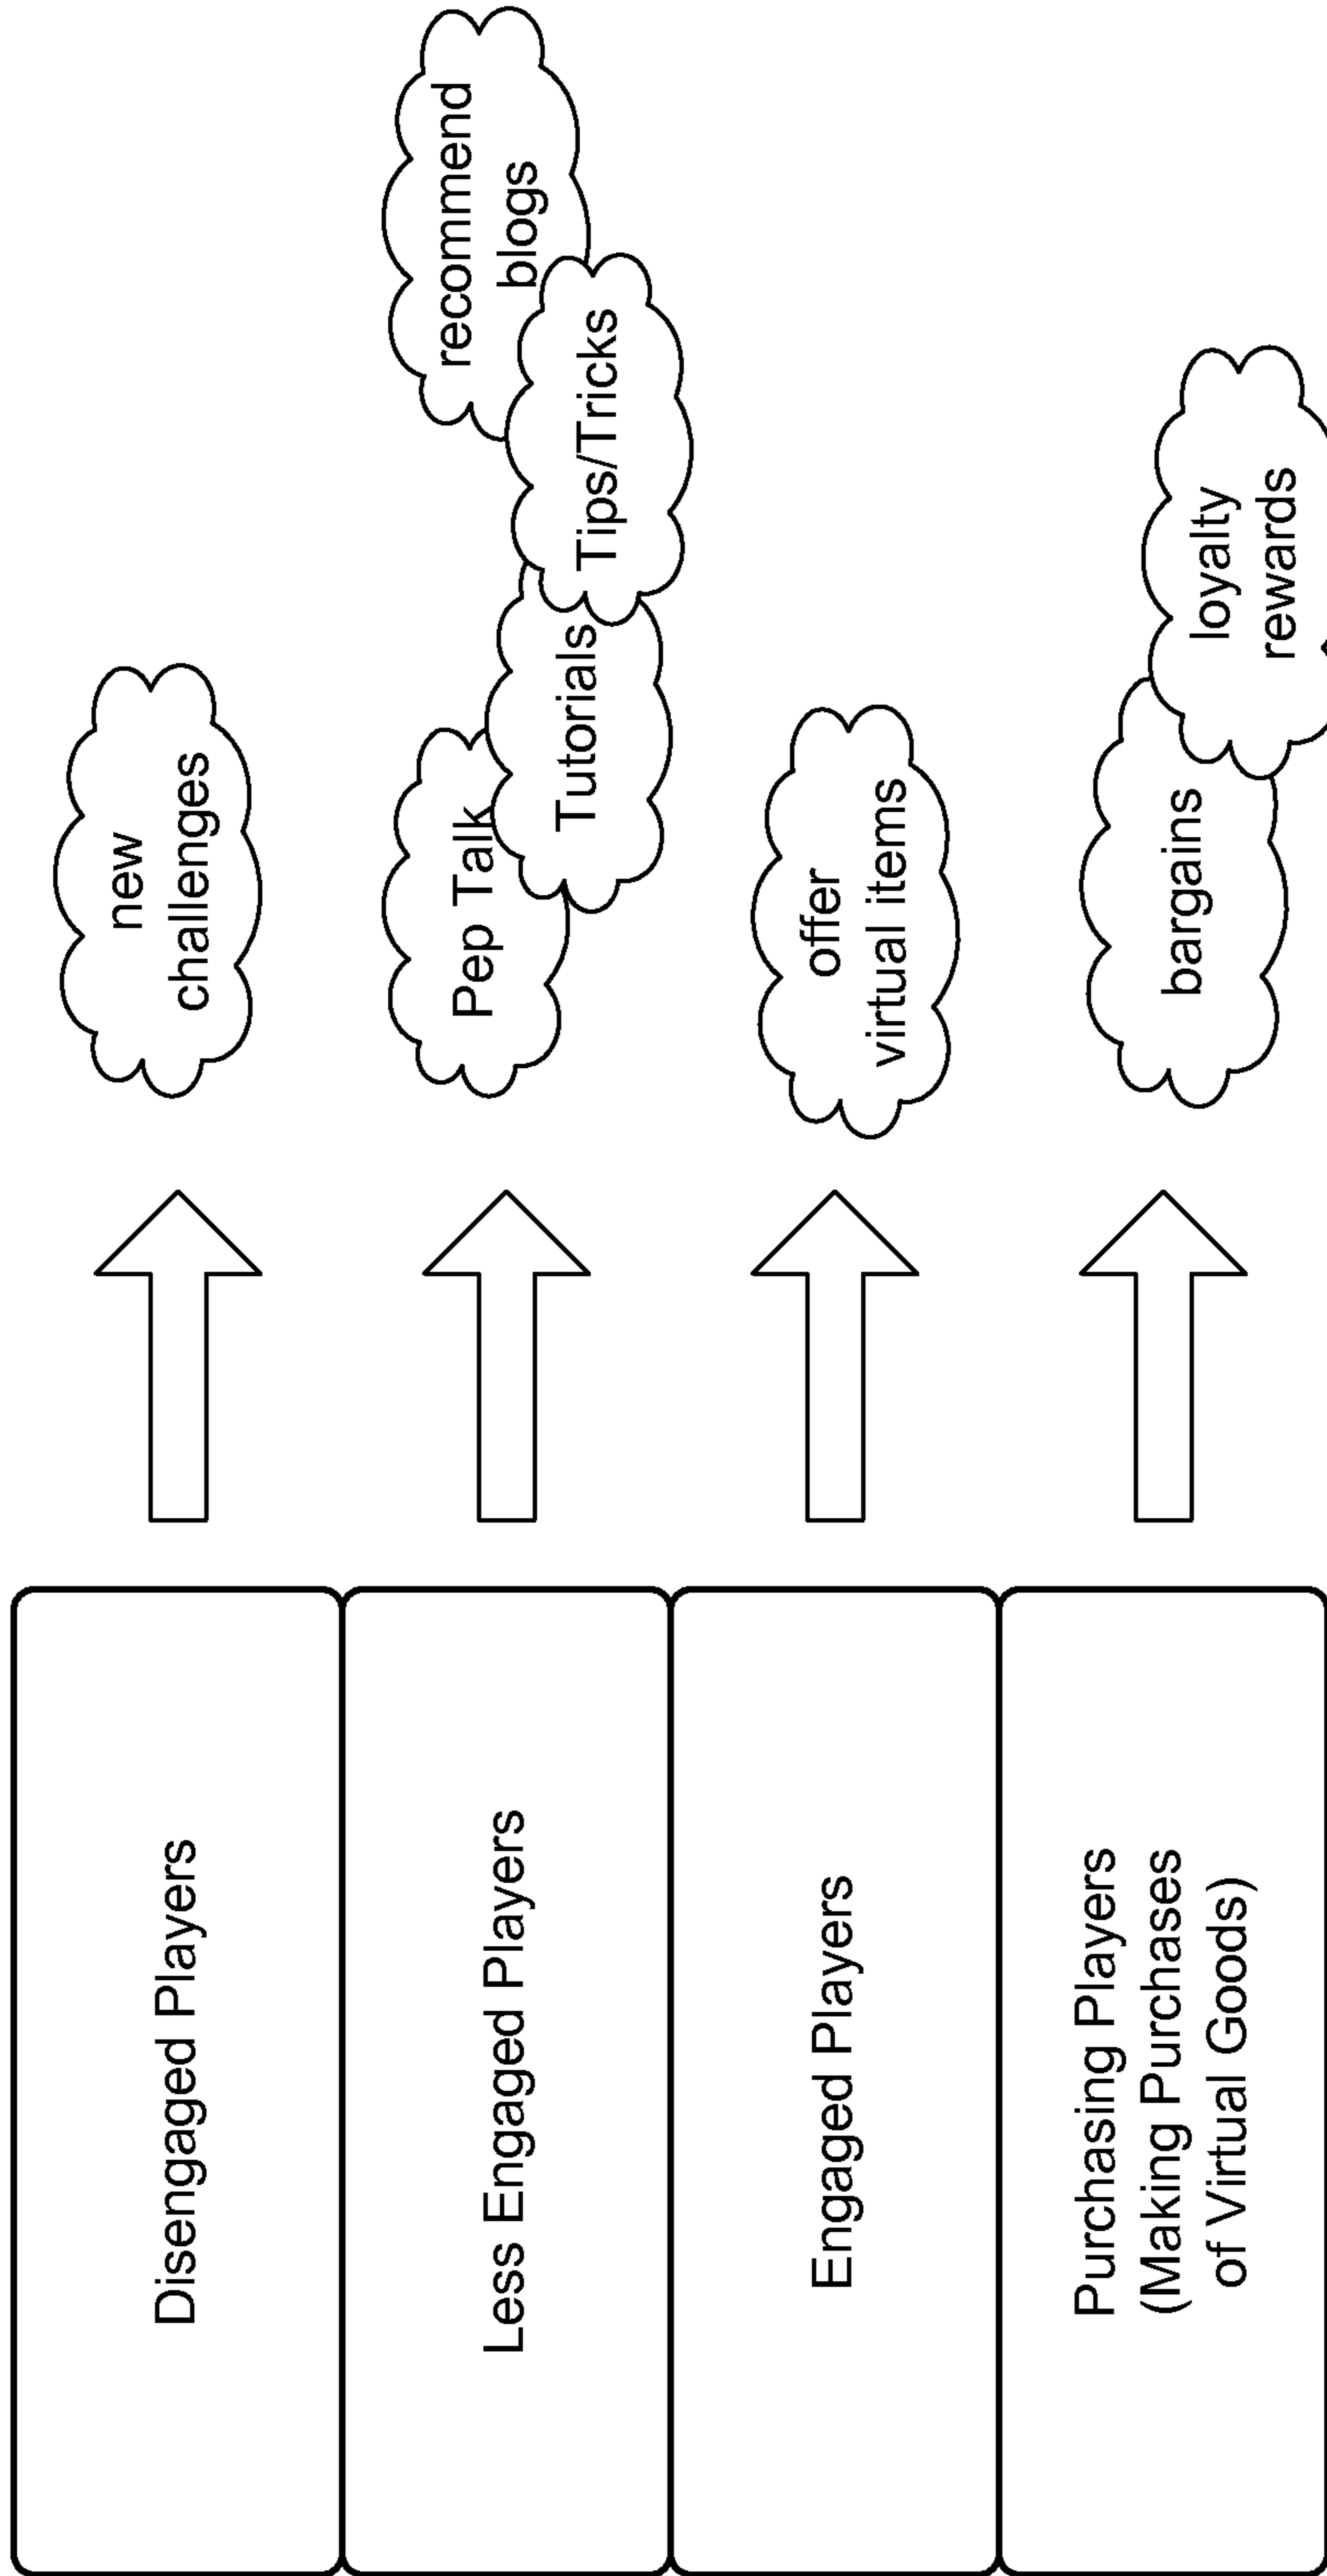 Disengaged Players
new
challenges
Less Engaged Players
Pep Talk
Tutorials
Tips/Tricks
recommend
blogs
Engaged Players
offer
virtual items
Purchasing Players
(Making Purchases
of Virtual Goods)
bargains
loyalty
rewards